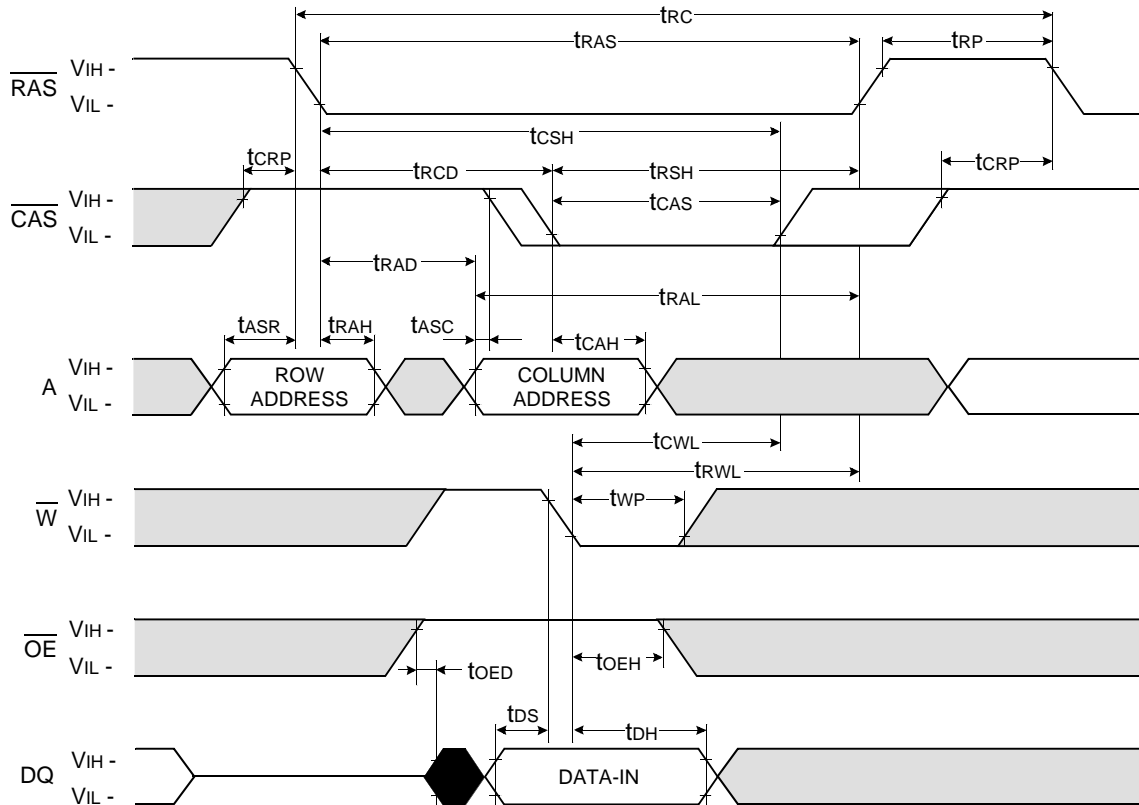 tRC
tRAS
tRP
RAS
VIH -
VIL -
tCSH
tCRP
tRCD
tRSH
tCRP
CAS
VIH -
VIL -
tCAS
tRAD
tRAL
tASR
tRAH
tASC
tCAH
A
VIH -
VIL -
ROW
ADDRESS
COLUMN
ADDRESS
tCWL
tRWL
W
VIH -
VIL -
tWP
OE
VIH -
VIL -
tOED
tOEH
tDS
tDH
DQ
VIH -
VIL -
DATA-IN